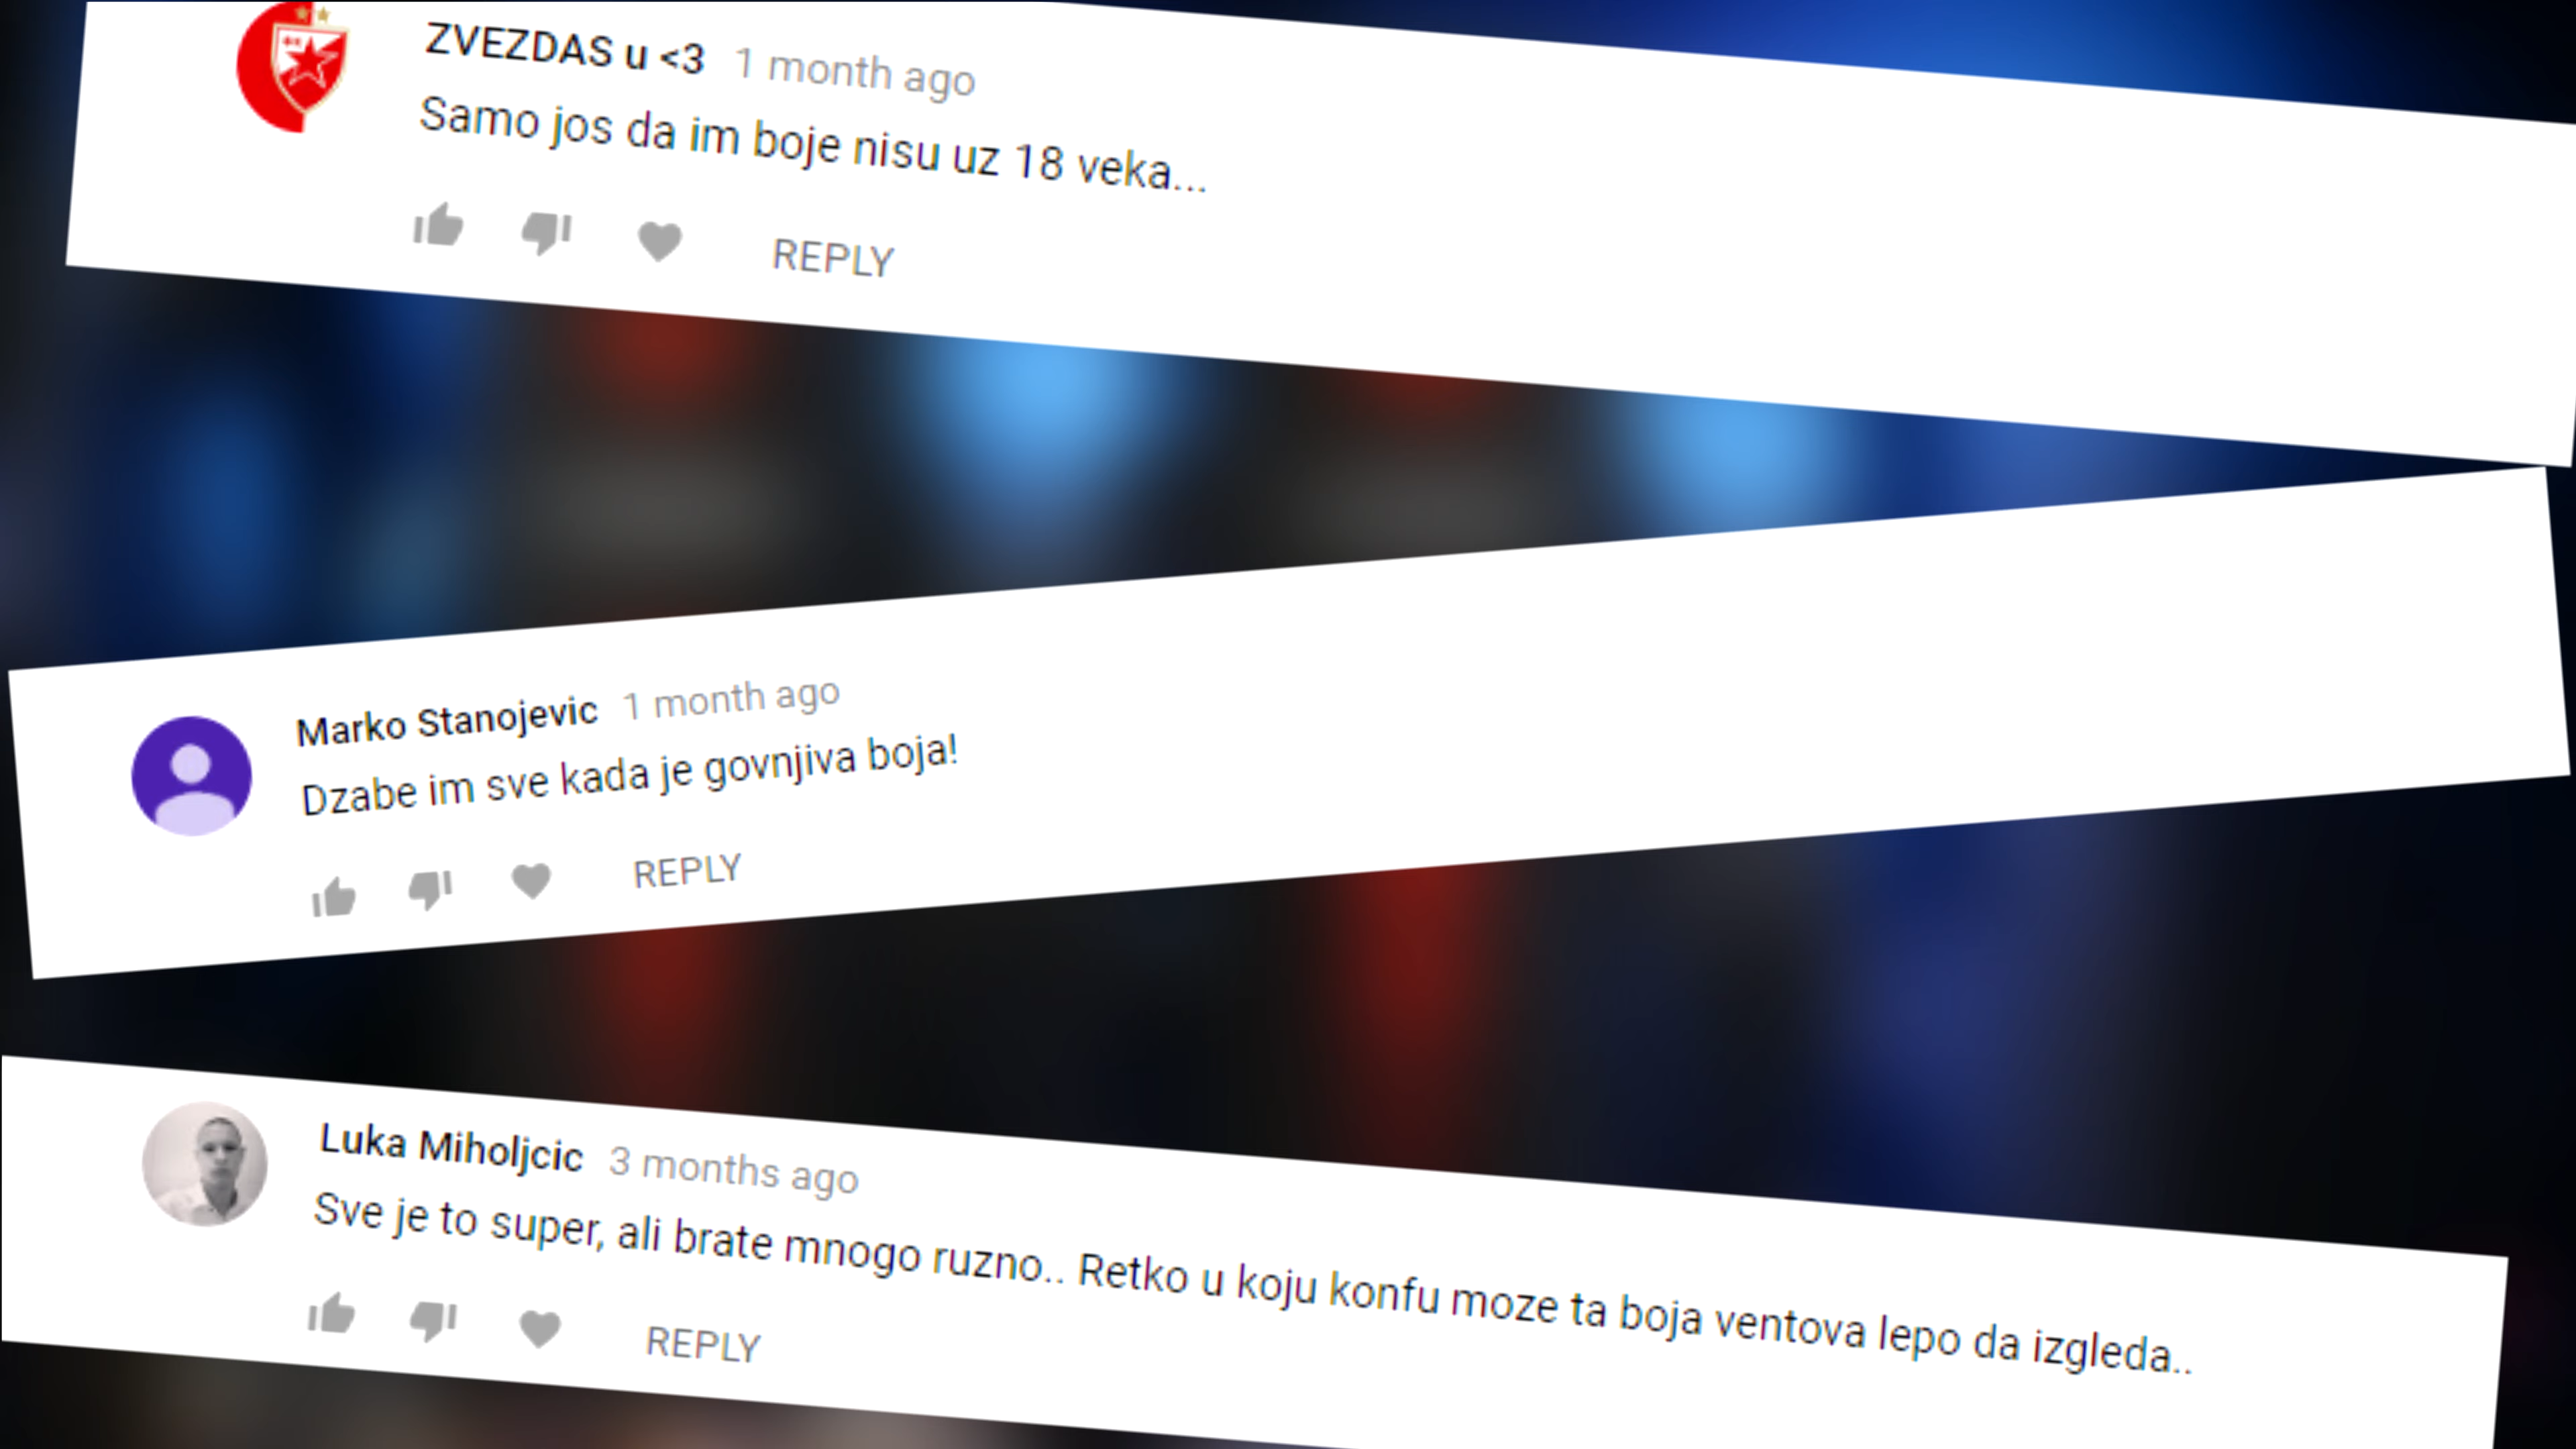 ZVEZDAS u <3 1 month ago
Samo jos da im boje nisu uz 18 veka...
REPLY
Marko Stanojevic 1 month ago
Dzabe im sve kada je govnjiva boja!
REPLY
Luka Miholjcic 3 months ago
Sve je to super, ali brate mnogo ruzno.. Retko u koju konfu moze ta boja ventova lepo da izgleda..
REPLY